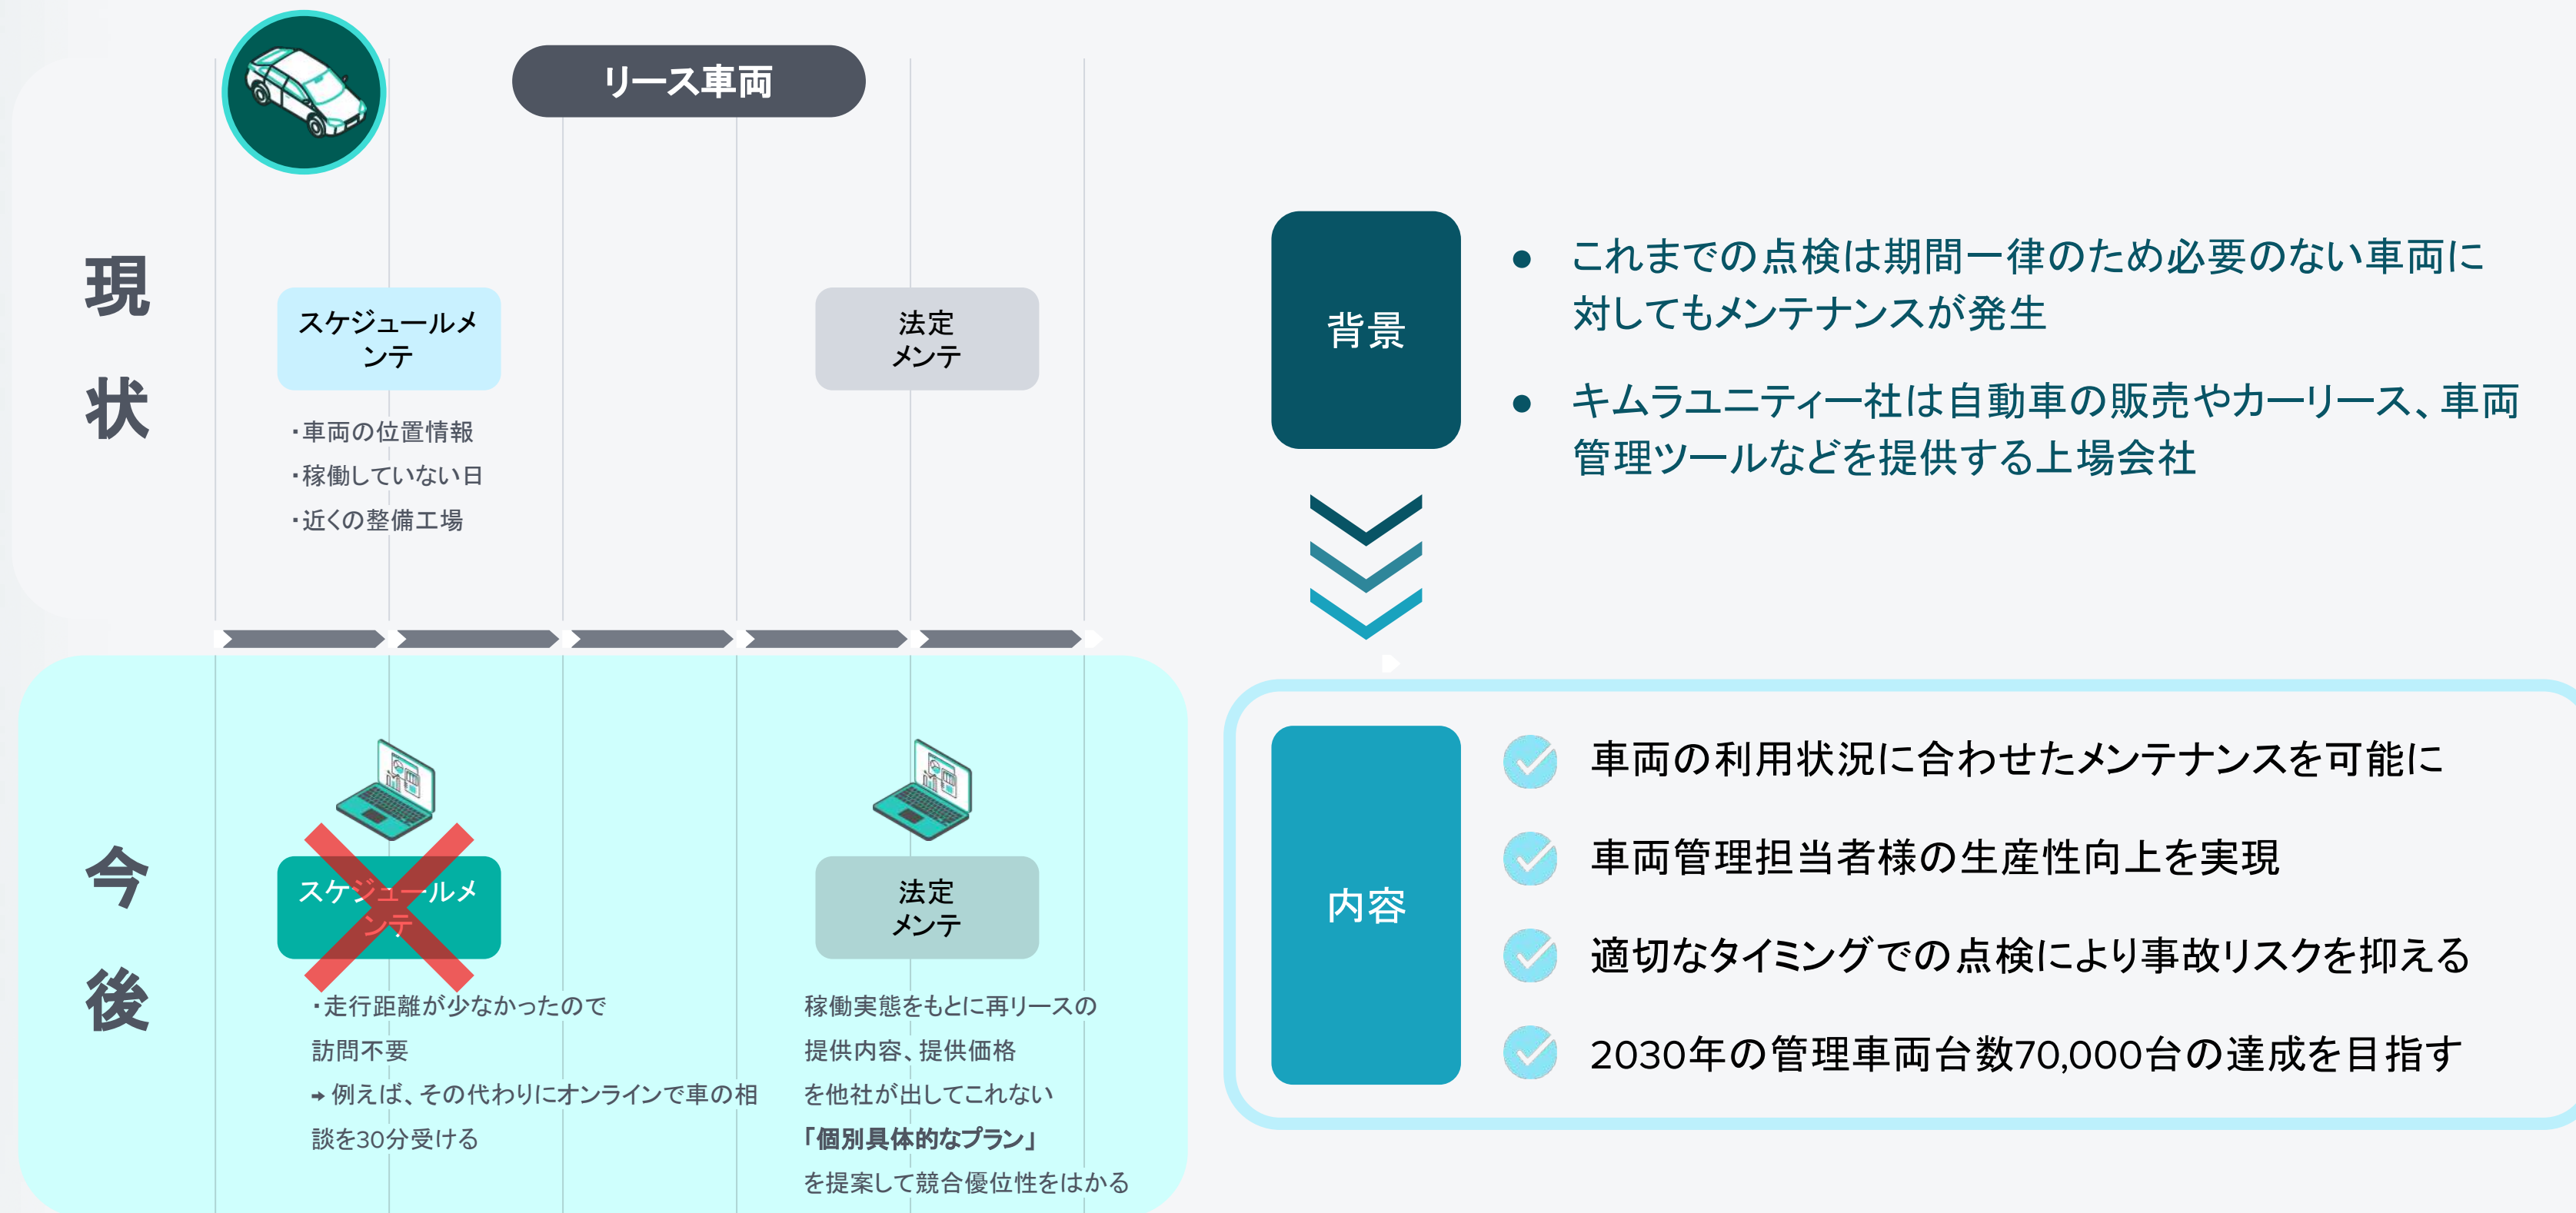 リース車両
現
状
スケジュールメ
ンテ
・車両の位置情報
・稼働していない日
・近くの整備工場
法定
メンテ
今
後
スケジュールメ
ンテ
・走行距離が少なかったので
訪問不要
→ 例えば、その代わりにオンラインで車の相
談を30分受ける
法定
メンテ
稼働実態をもとに再リースの
提供内容、提供価格
を他社が出してこれない
「個別具体的なプラン」
を提案して競合優位性をはかる
背景
● これまでの点検は期間一律のため必要のない車両に
対してもメンテナンスが発生
● キムラユニティー社は自動車の販売やカーリース、車両
管理ツールなどを提供する上場会社
内容
車両の利用状況に合わせたメンテナンスを可能に
車両管理担当者様の生産性向上を実現
適切なタイミングでの点検により事故リスクを抑える
2030年の管理車両台数70,000台の達成を目指す